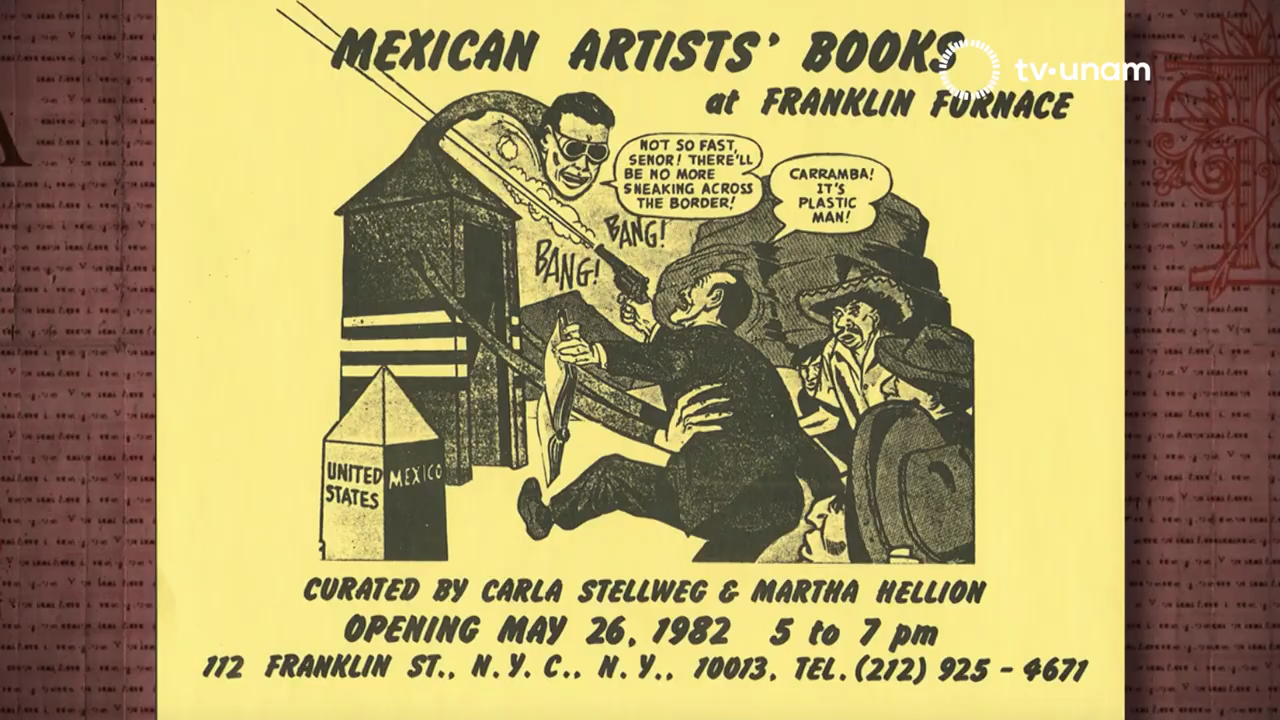 MEXICAN ARTISTS' BOOKS
tv·unam
at FRANKLIN FURNACE
NOT SO FAST,
SENOR! THERE'LL
BE NO MORE
SNEAKING ACROSS
THE BORDER!
CARRAMBA!
IT'S
PLASTIC
MAN!
BANG!
BANG!
UNITED
STATES
MEXICO
CURATED BY CARLA STELLWEG & MARTHA HELLION
OPENING MAY 26, 1982 5 to 7 pm
112 FRANKLIN ST., N.Y.C., N.Y., 10013, TEL. (212) 925-4671